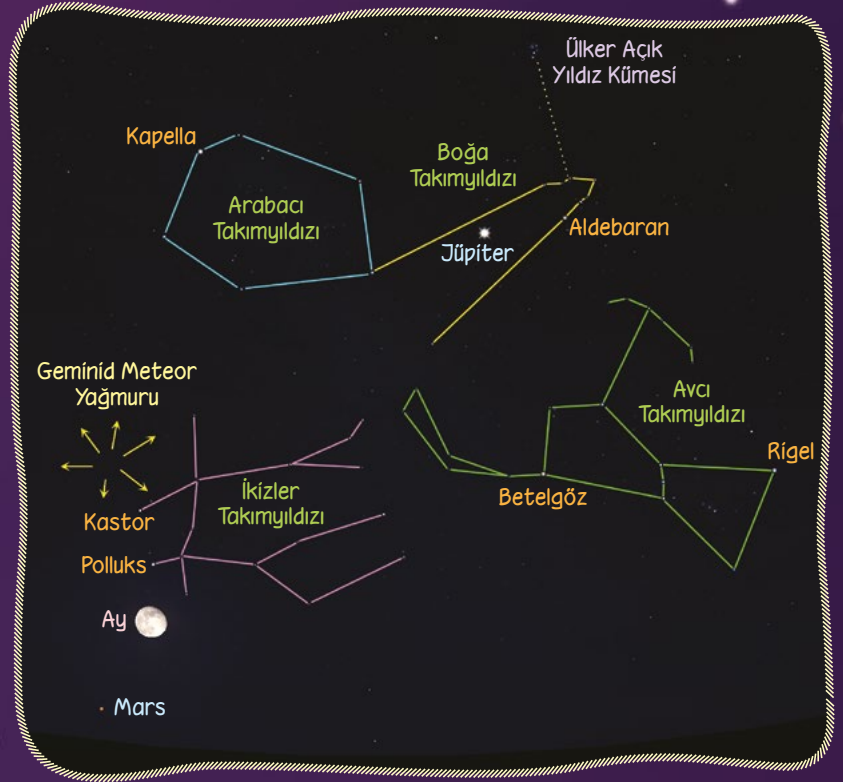 Ülker Açık
Yıldız Kümesi
Kapella
Boğa
Takımyıldızı
Arabacı
Takımyıldızı
Aldebaran
Jüpiter
Geminid Meteor
Yağmuru
Avcı
Takımyıldızı
Rigel
İkizler
Takımyıldızı
Betelgöz
Kastor
Polluks
Ay
Mars